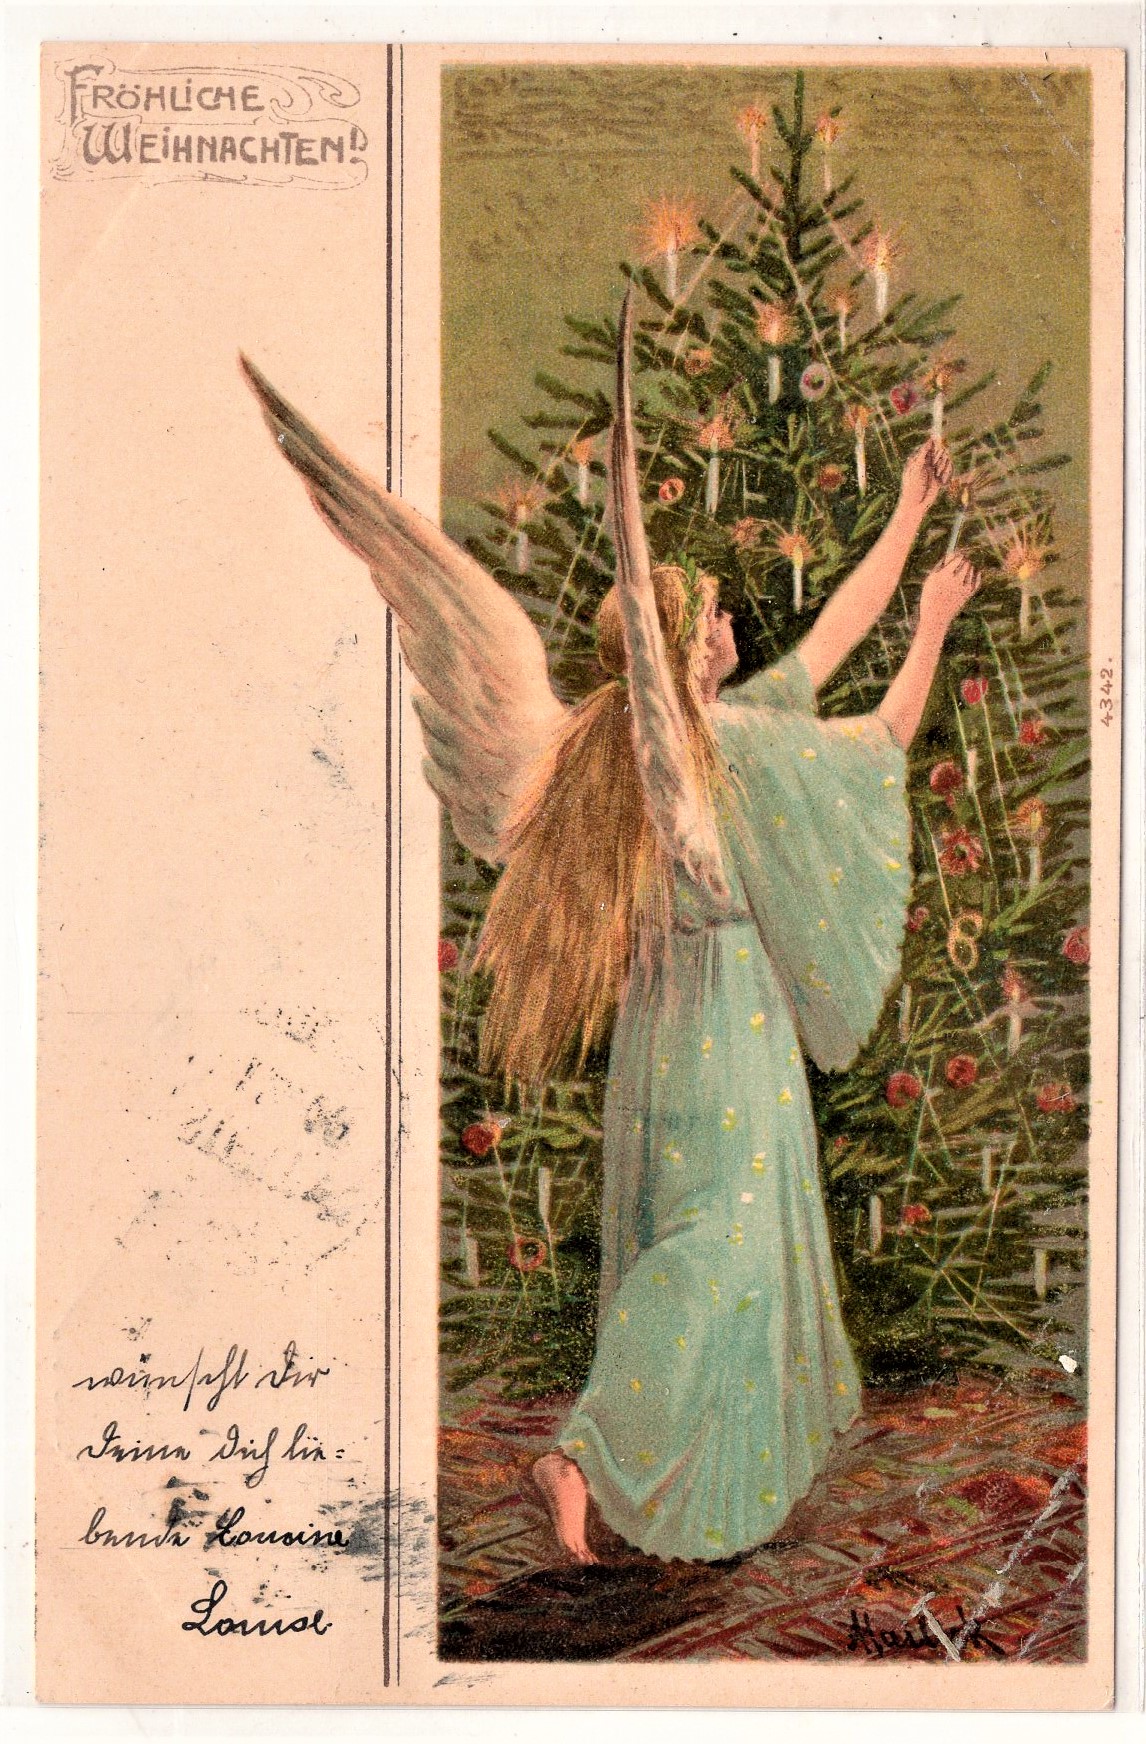 FRÖHLICHE
WEIHNACHTEN!
4342.
wünscht Dir
Deine Dich lie=
bende Cousine
Louise